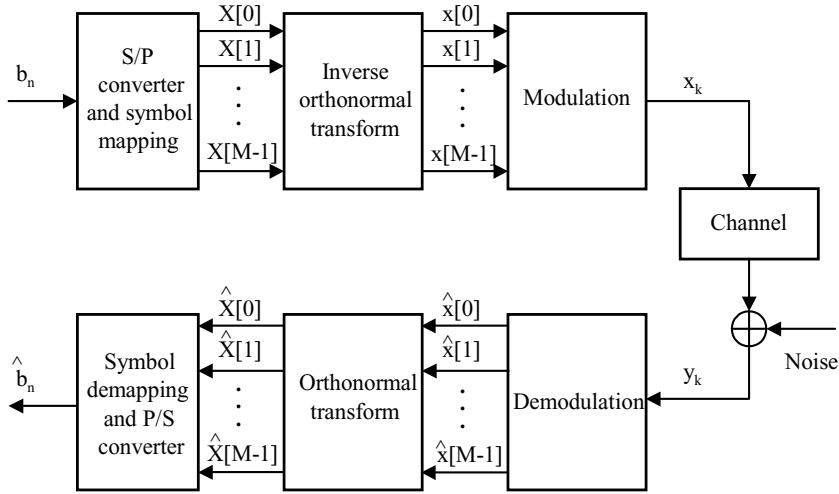 b_n
S/P
converter
and symbol
mapping
X[0]
X[1]
X[M-1]
Inverse
orthonormal
transform
x[0]
x[1]
x[M-1]
Modulation
x_k
Channel
Noise
y_k
Demodulation
x̂[0]
x̂[1]
x̂[M-1]
Orthonormal
transform
X̂[0]
X̂[1]
X̂[M-1]
Symbol
demapping
and P/S
converter
b̂_n